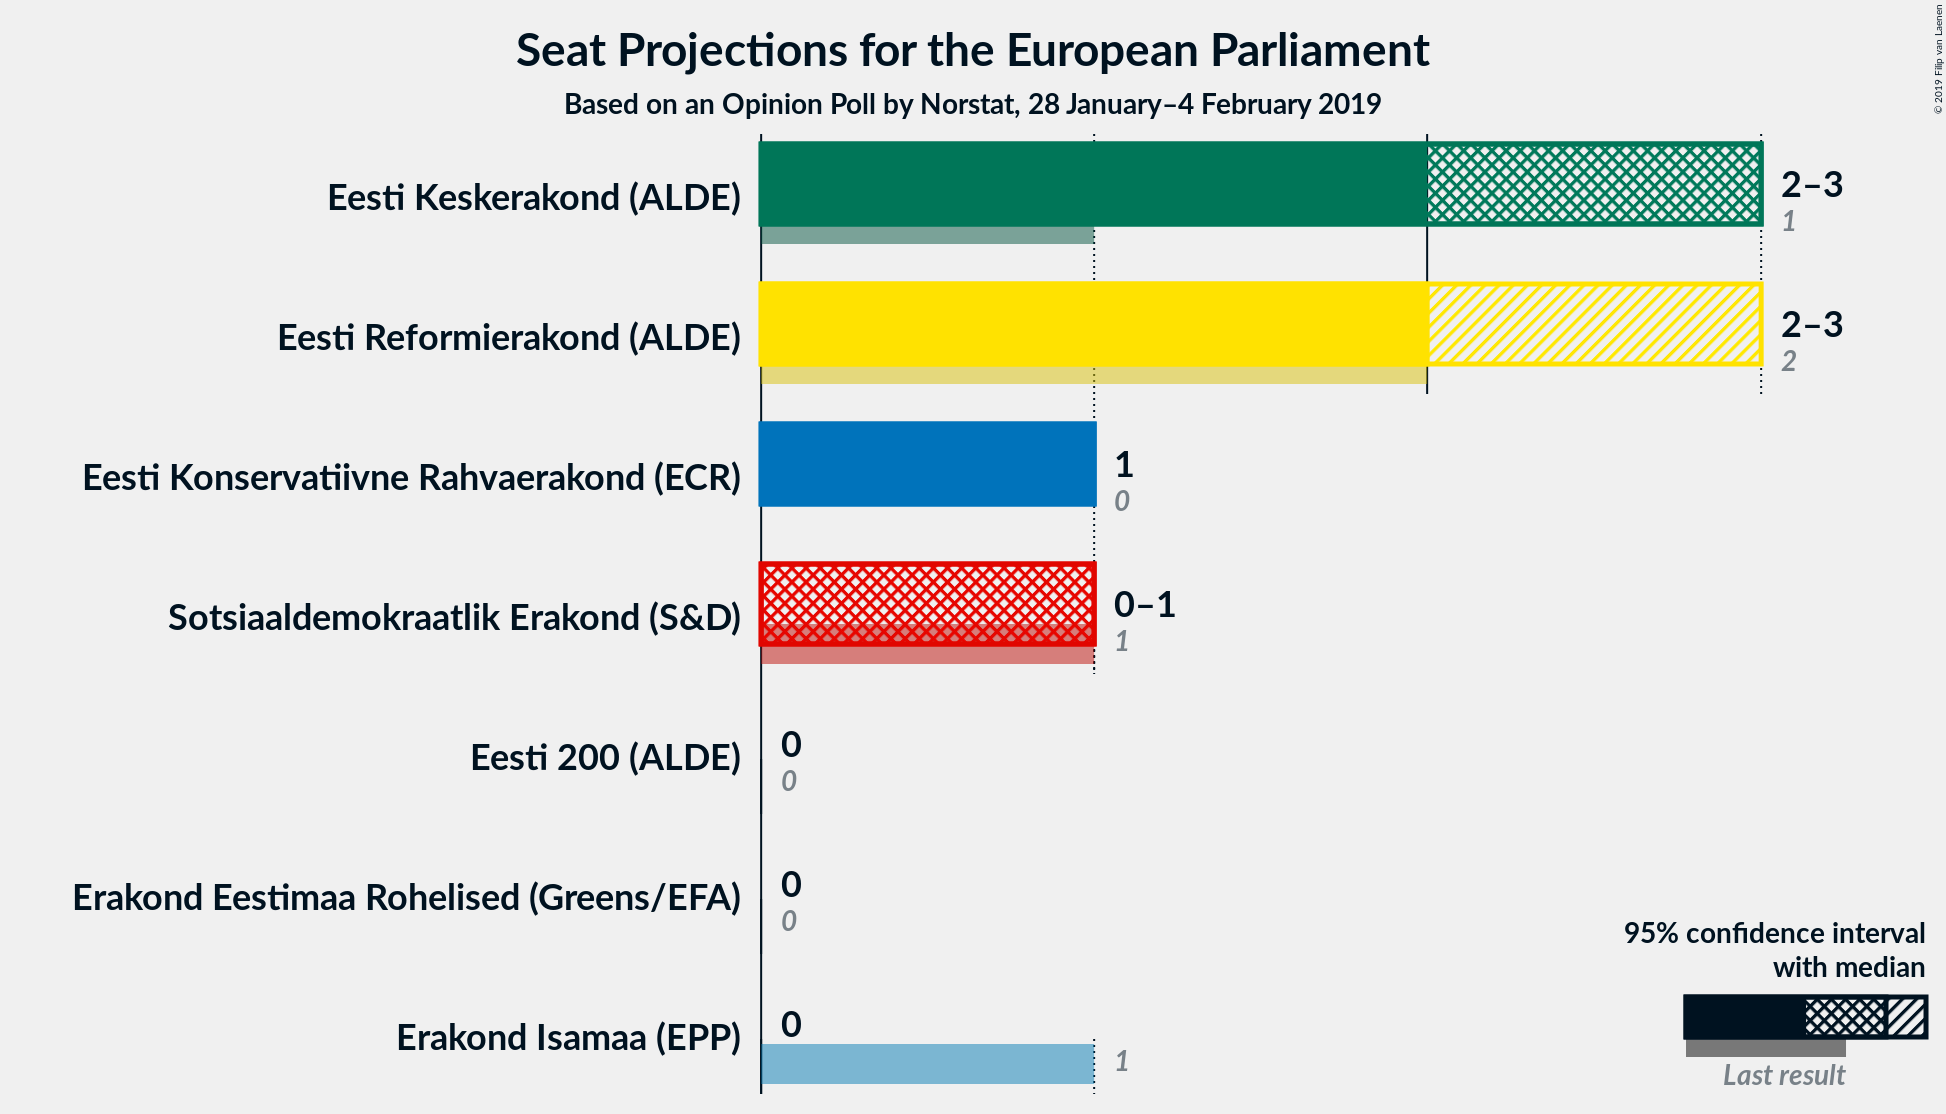 Seat Projections for the European Parliament
Based on an Opinion Poll by Norstat, 28 January–4 February 2019
© 2019 Filip van Laenen
Eesti Keskerakond (ALDE)
2–3
1
Eesti Reformierakond (ALDE)
2–3
2
Eesti Konservatiivne Rahvaerakond (ECR)
1
0
Sotsiaaldemokraatlik Erakond (S&D)
0–1
1
Eesti 200 (ALDE)
0
0
Erakond Eestimaa Rohelised (Greens/EFA)
0
0
Erakond Isamaa (EPP)
0
1
95% confidence interval
with median
Last result